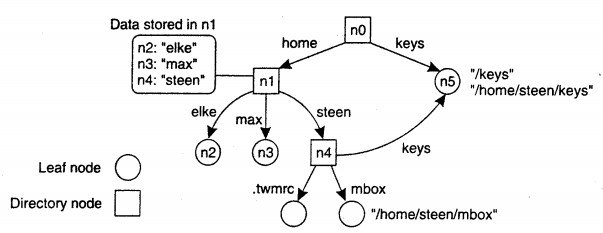 Data stored in n1
n2: "elke"
n3: "max"
n4: "steen"
n0
home
keys
n1
n5
"/keys"
"/home/steen/keys"
elke
max
steen
n2
n3
n4
keys
Leaf node
.twmrc
mbox
Directory node
"/home/steen/mbox"